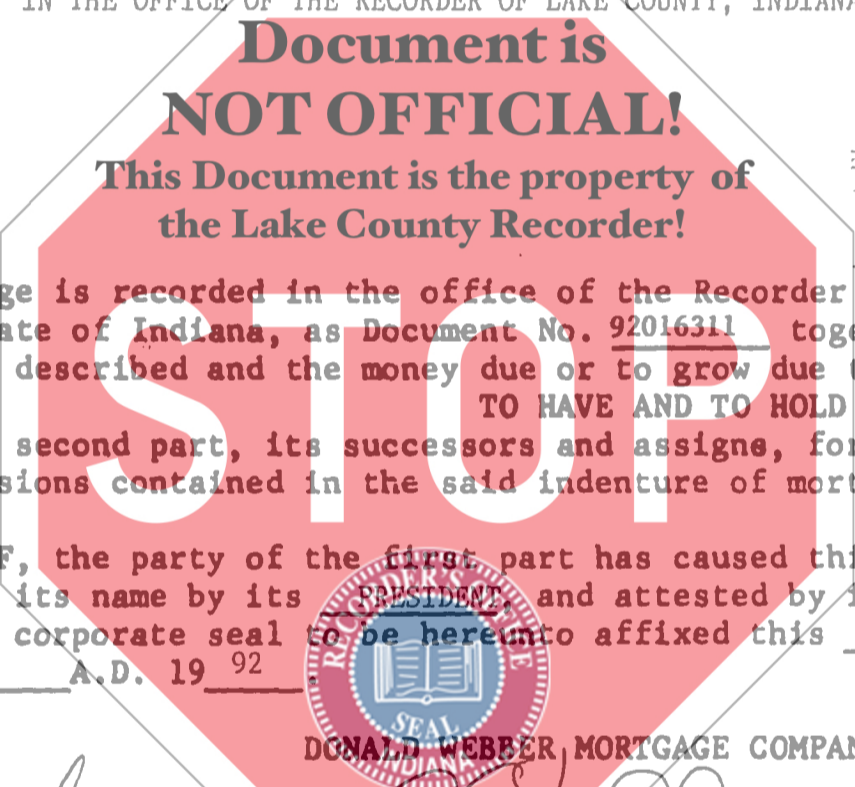 IN THE OFFICE OF THE RECORDER OF LAKE COUNTY, INDIANA
Document is
NOT OFFICIAL!
This Document is the property of
the Lake County Recorder!
STOP
ge is recorded in the office of the Recorder
ate of Indiana, as Document No. 92016311 toge
described and the money due or to grow due t
TO HAVE AND TO HOLD
second part, its successors and assigns, for
sions contained in the said indenture of mort
F, the party of the first part has caused thi
its name by its PRESIDENT, and attested by i
corporate seal to be hereunto affixed this
A.D. 19 92.
RECORDER'S OFFICE
SEAL
INDIANA
DONALD WEBBER MORTGAGE COMPAN